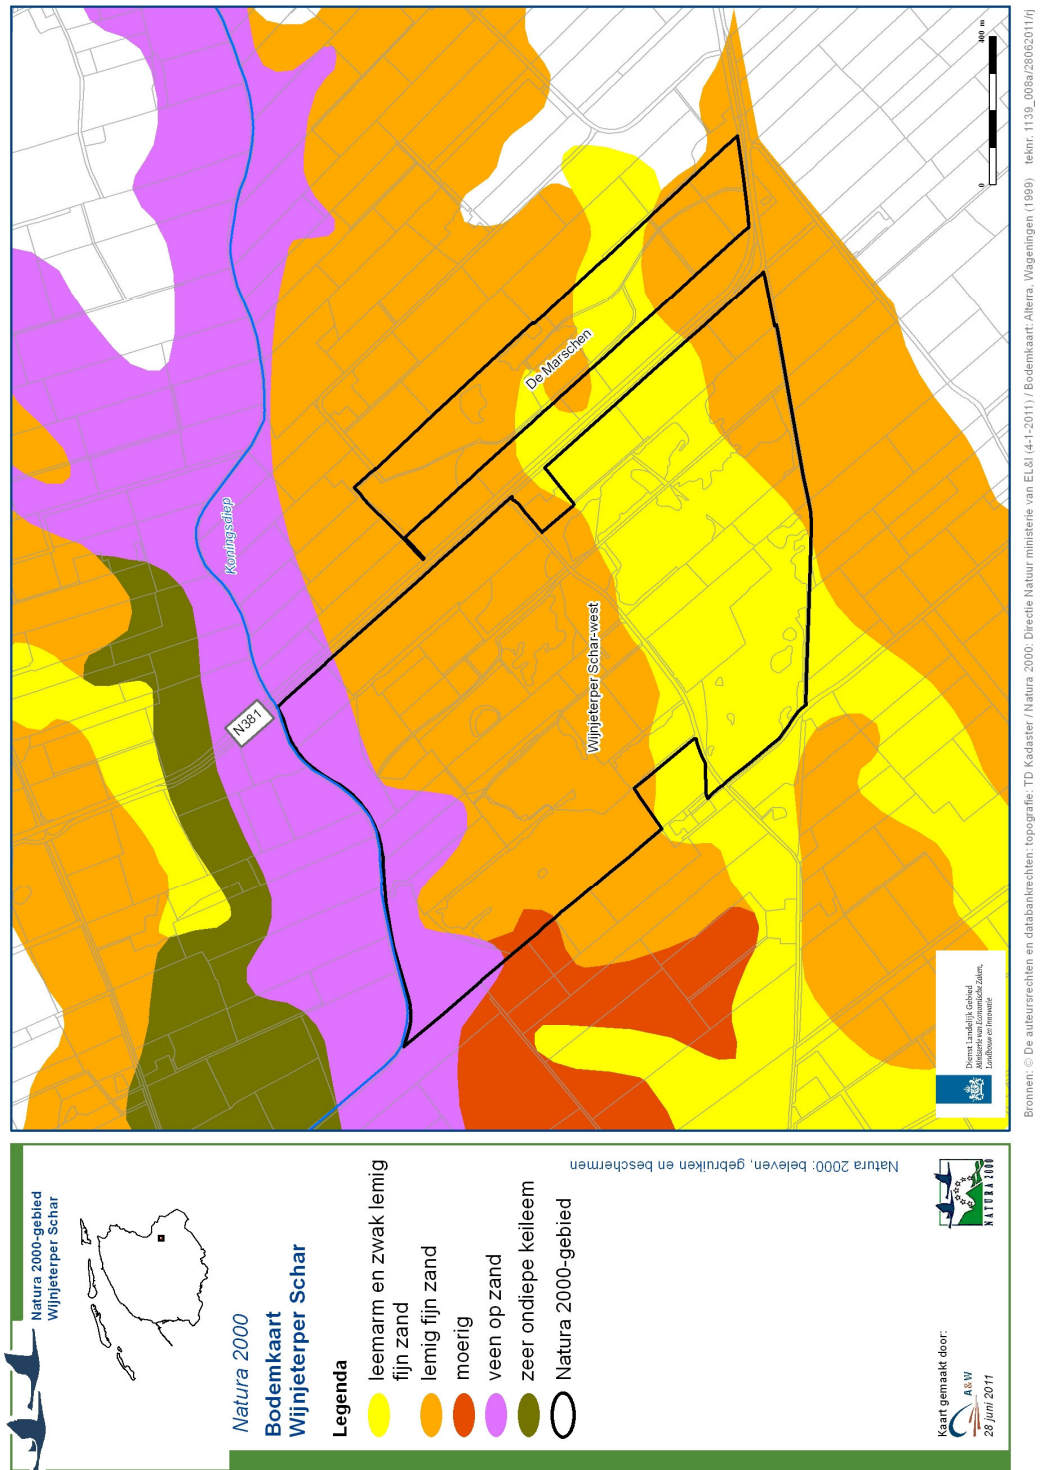 Natura 2000-gebied
Wijnjeterper Schar
Natura 2000
Bodemkaart
Wijnjeterper Schar
Legenda
leemarm en zwak lemig
fijn zand
lemig fijn zand
moerig
veen op zand
zeer ondiepe keileem
Natura 2000-gebied
Natura 2000: beleven, gebruiken en beschermen
Kaart gemaakt door:
A&W
28 juni 2011
NATURA 2000
Koningsdiep
N381
De Marschen
Wijnjeterper Schar-west
0
400 m
Dienst Landelijk Gebied
Ministerie van Economische Zaken,
Landbouw en Innovatie
Bronnen: © De auteursrechten en databankrechten: topografie: TD Kadaster / Natura 2000: Directie Natuur ministerie van EL&I (4-1-2011) / Bodemkaart: Alterra, Wageningen (1999) teknr. 1139_008a/28062011/rj